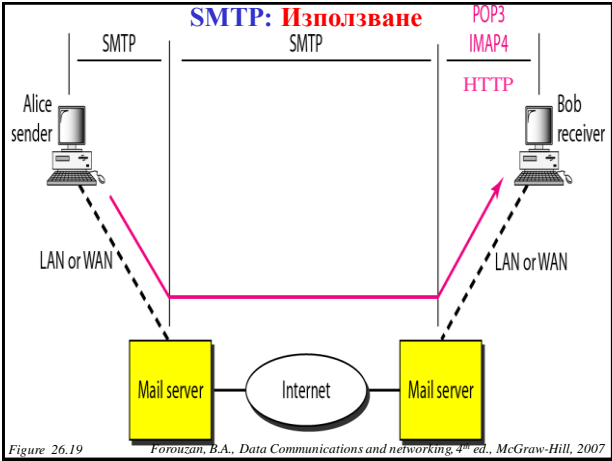 SMTP: Използване
POP3
SMTP
SMTP
IMAP4
HTTP
Alice
sender
Bob
receiver
LAN or WAN
LAN or WAN
Mail server
Internet
Mail server
Figure 26.19
Forouzan, B.A., Data Communications and networking, 4th ed., McGraw-Hill, 2007